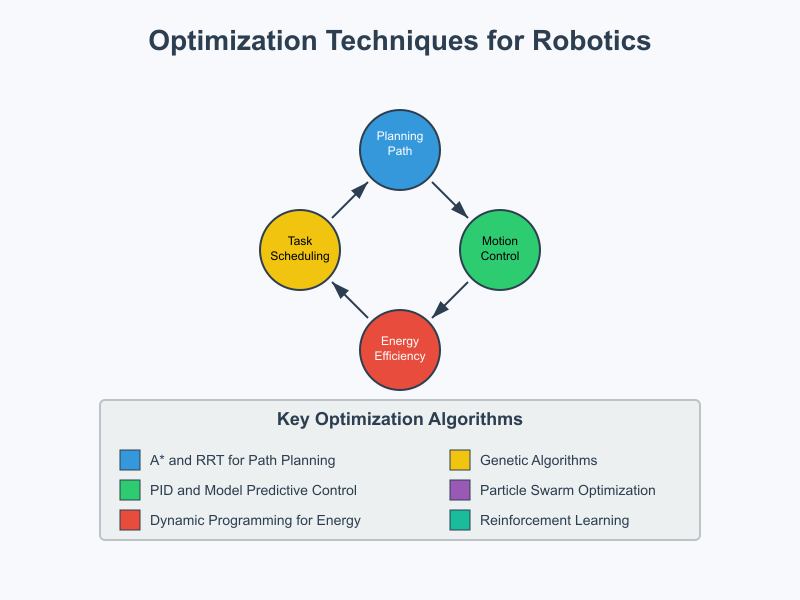 Optimization Techniques for Robotics
Planning
Path
Task
Scheduling
Motion
Control
Energy
Efficiency
Key Optimization Algorithms
A* and RRT for Path Planning
PID and Model Predictive Control
Dynamic Programming for Energy
Genetic Algorithms
Particle Swarm Optimization
Reinforcement Learning